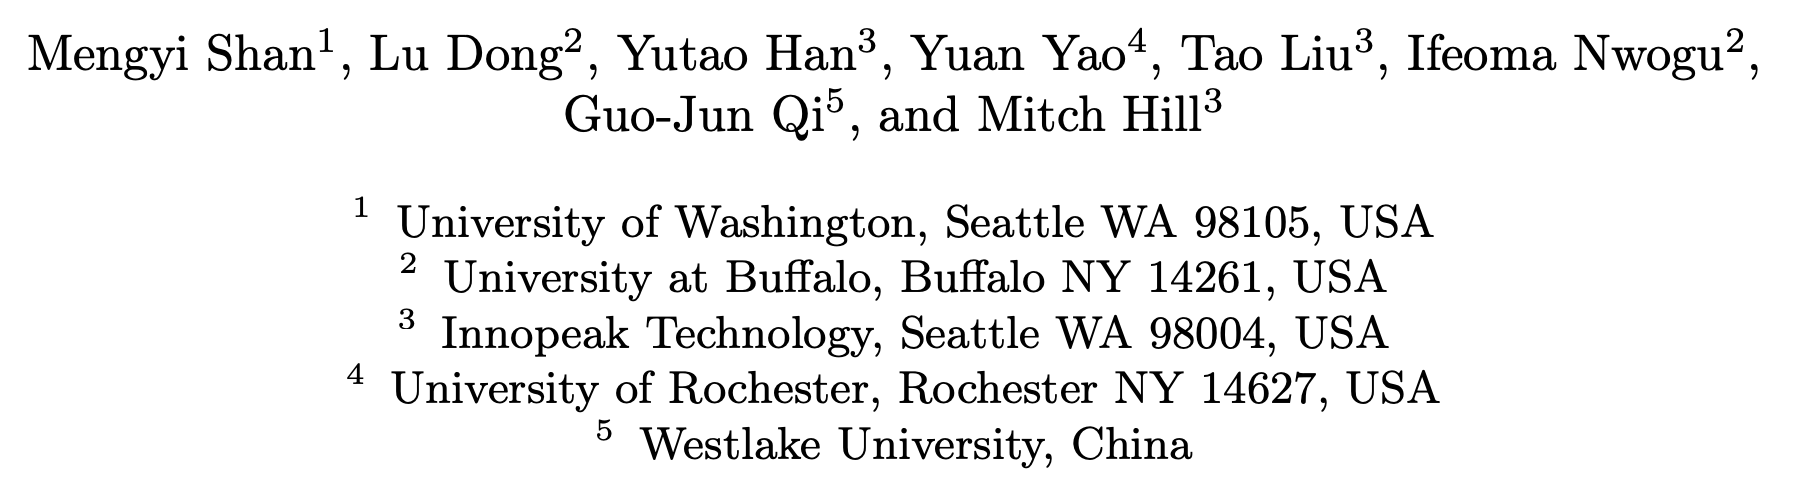 Mengyi Shan¹, Lu Dong², Yutao Han³, Yuan Yao⁴, Tao Liu³, Ifeoma Nwogu²,
Guo-Jun Qi⁵, and Mitch Hill³
¹ University of Washington, Seattle WA 98105, USA
² University at Buffalo, Buffalo NY 14261, USA
³ Innopeak Technology, Seattle WA 98004, USA
⁴ University of Rochester, Rochester NY 14627, USA
⁵ Westlake University, China